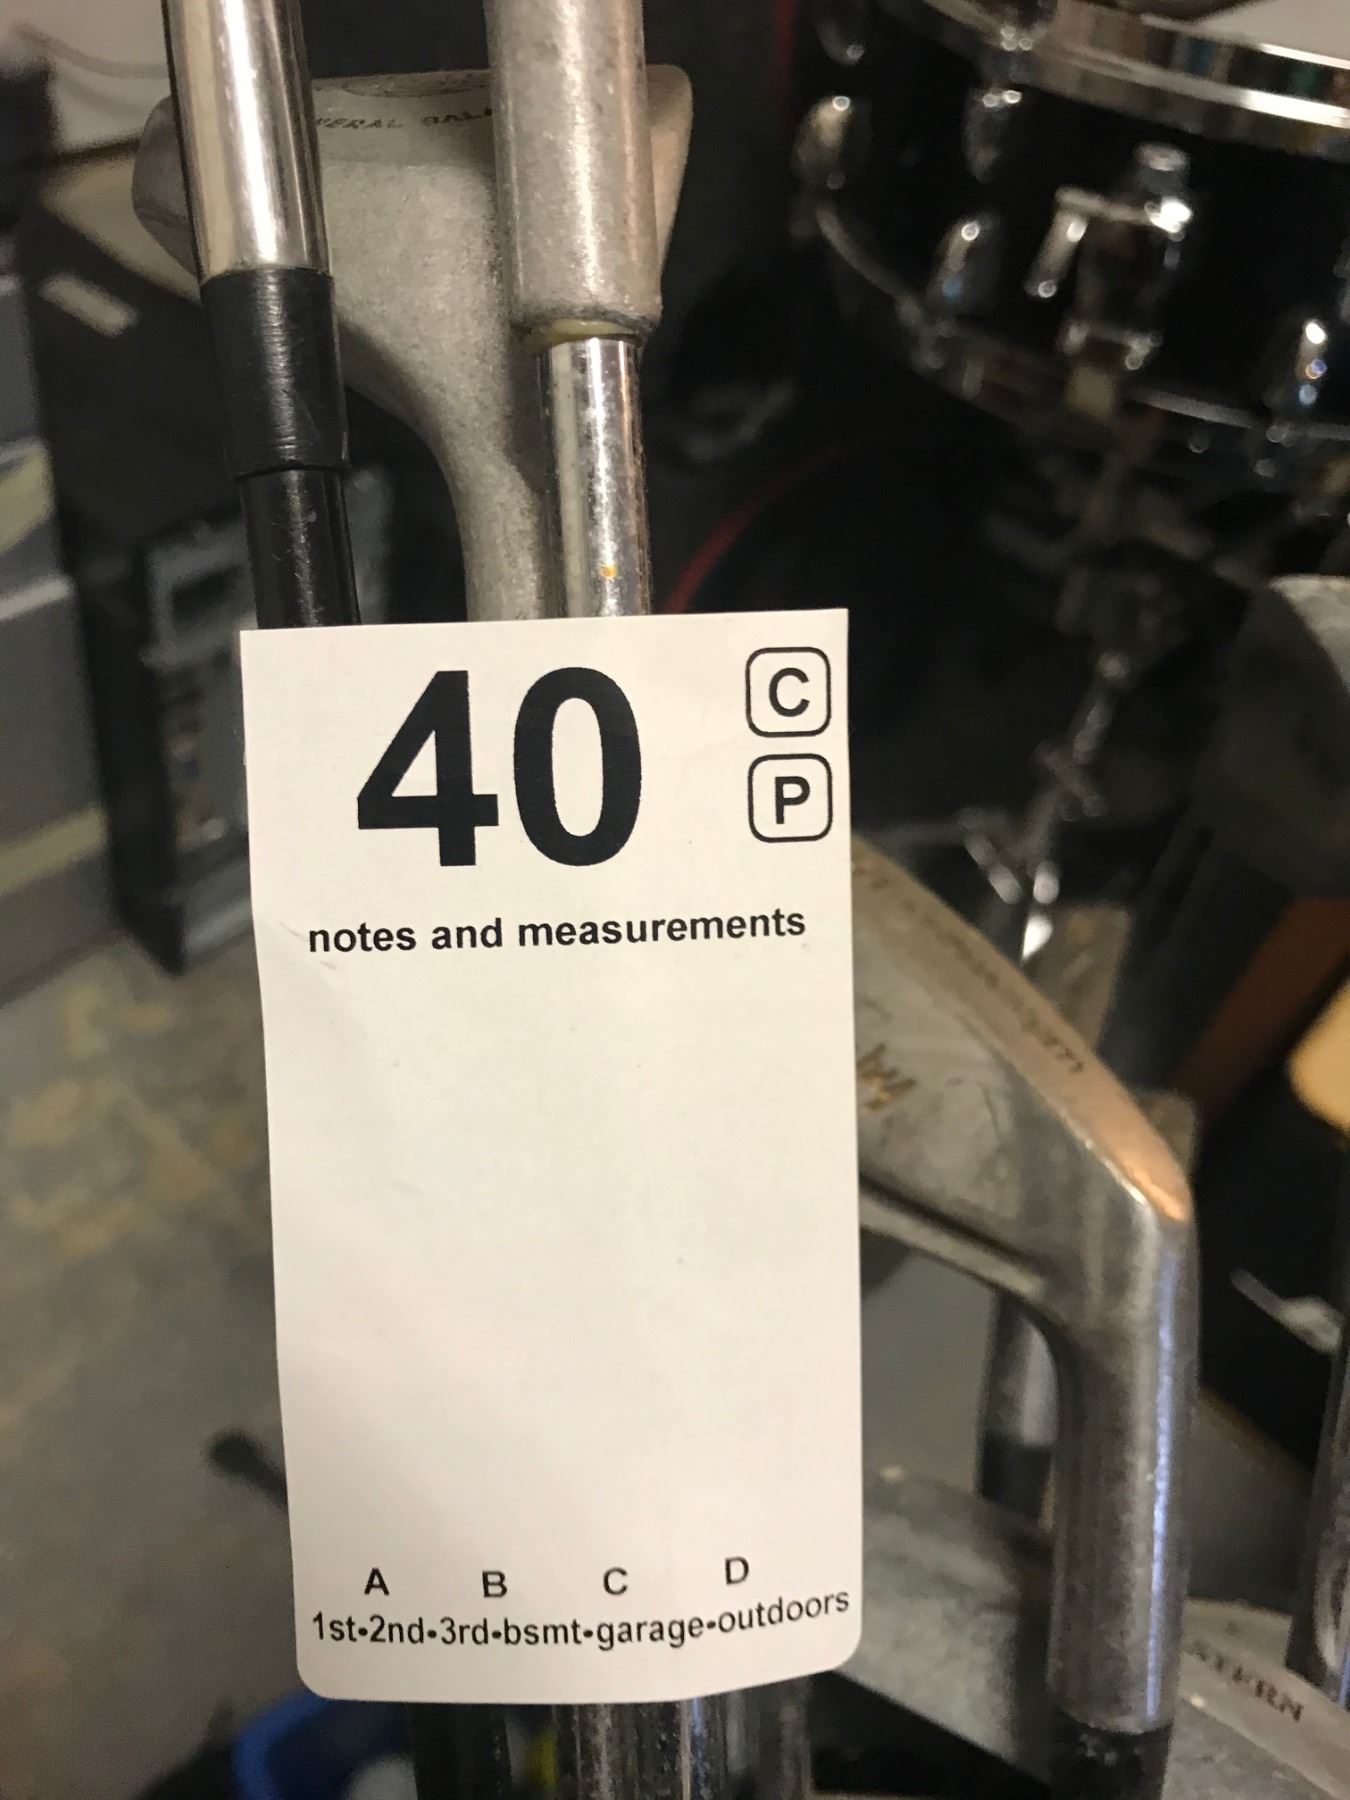 40
C
P
notes and measurements
A B C D
1st•2nd•3rd•bsmt•garage•outdoors